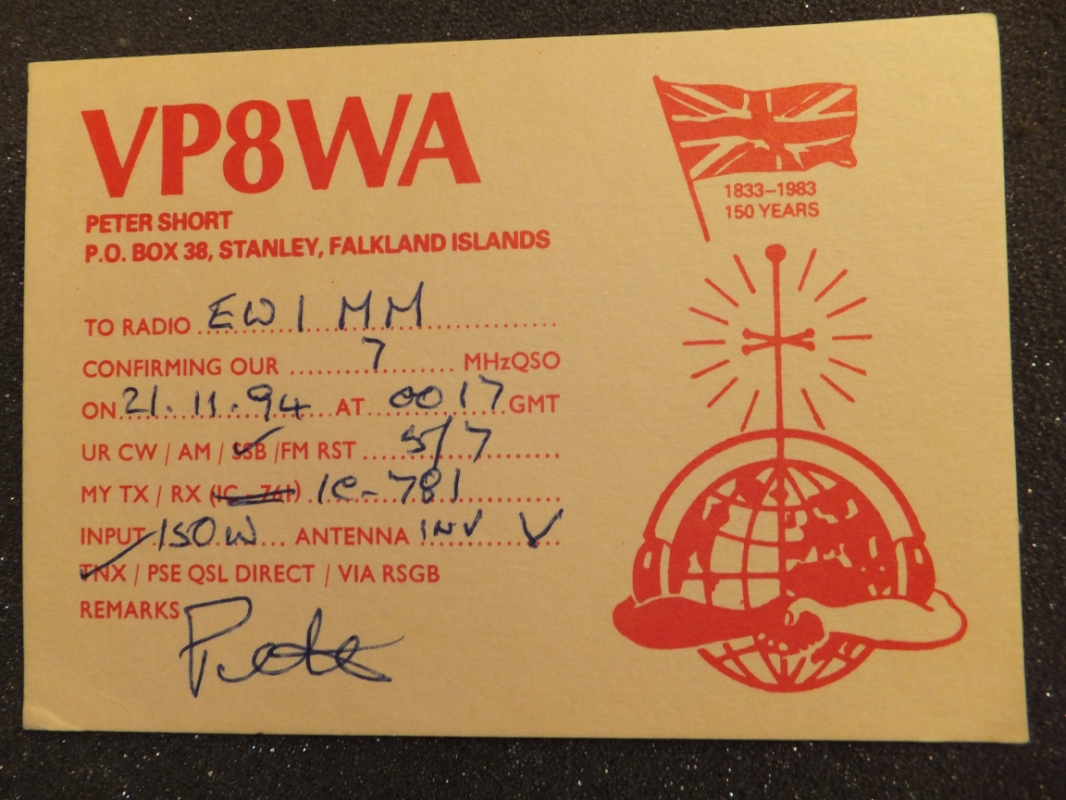 VP8WA
PETER SHORT
P.O. BOX 38, STANLEY, FALKLAND ISLANDS
1833–1983
150 YEARS
TO RADIO EW1MM
CONFIRMING OUR 7 MHzQSO
ON 21.11.94 AT 0017 GMT
UR CW / AM / SSB / FM RST 5/7
MY TX / RX (IC-761) IC-781
INPUT 150W ANTENNA INV V
TNX / PSE QSL DIRECT / VIA RSGB
REMARKS Pete